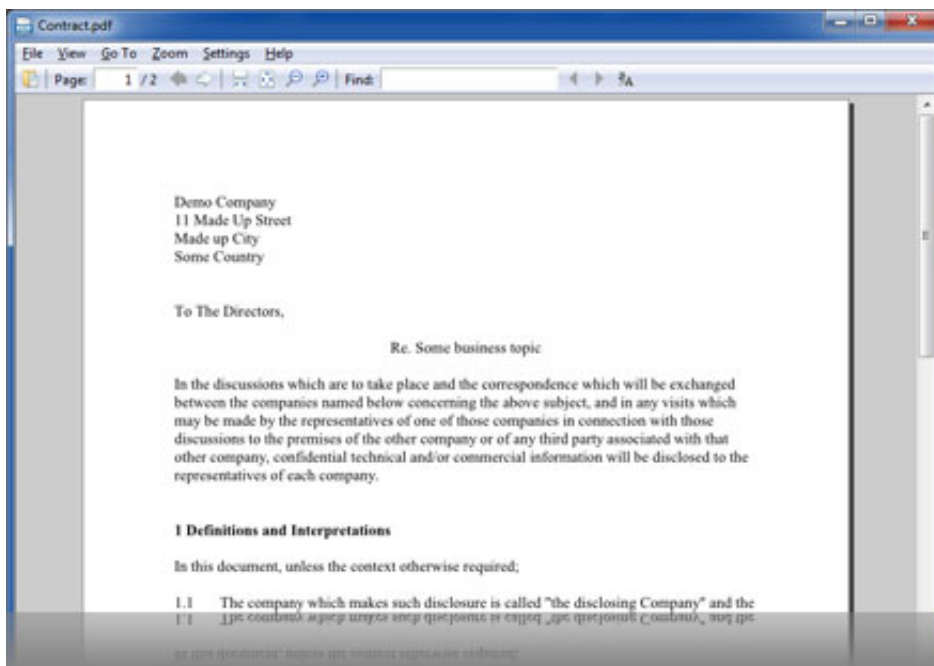 Contract.pdf
File View Go To Zoom Settings Help
Page: 1 / 2 Find:
Demo Company
11 Made Up Street
Made up City
Some Country
To The Directors,
Re. Some business topic
In the discussions which are to take place and the correspondence which will be exchanged
between the companies named below concerning the above subject, and in any visits which
may be made by the representatives of one of those companies in connection with those
discussions to the premises of the other company or of any third party associated with that
other company, confidential technical and/or commercial information will be disclosed to the
representatives of each company.
1 Definitions and Interpretations
In this document, unless the context otherwise required;
1.1 The company which makes such disclosure is called "the disclosing Company" and the